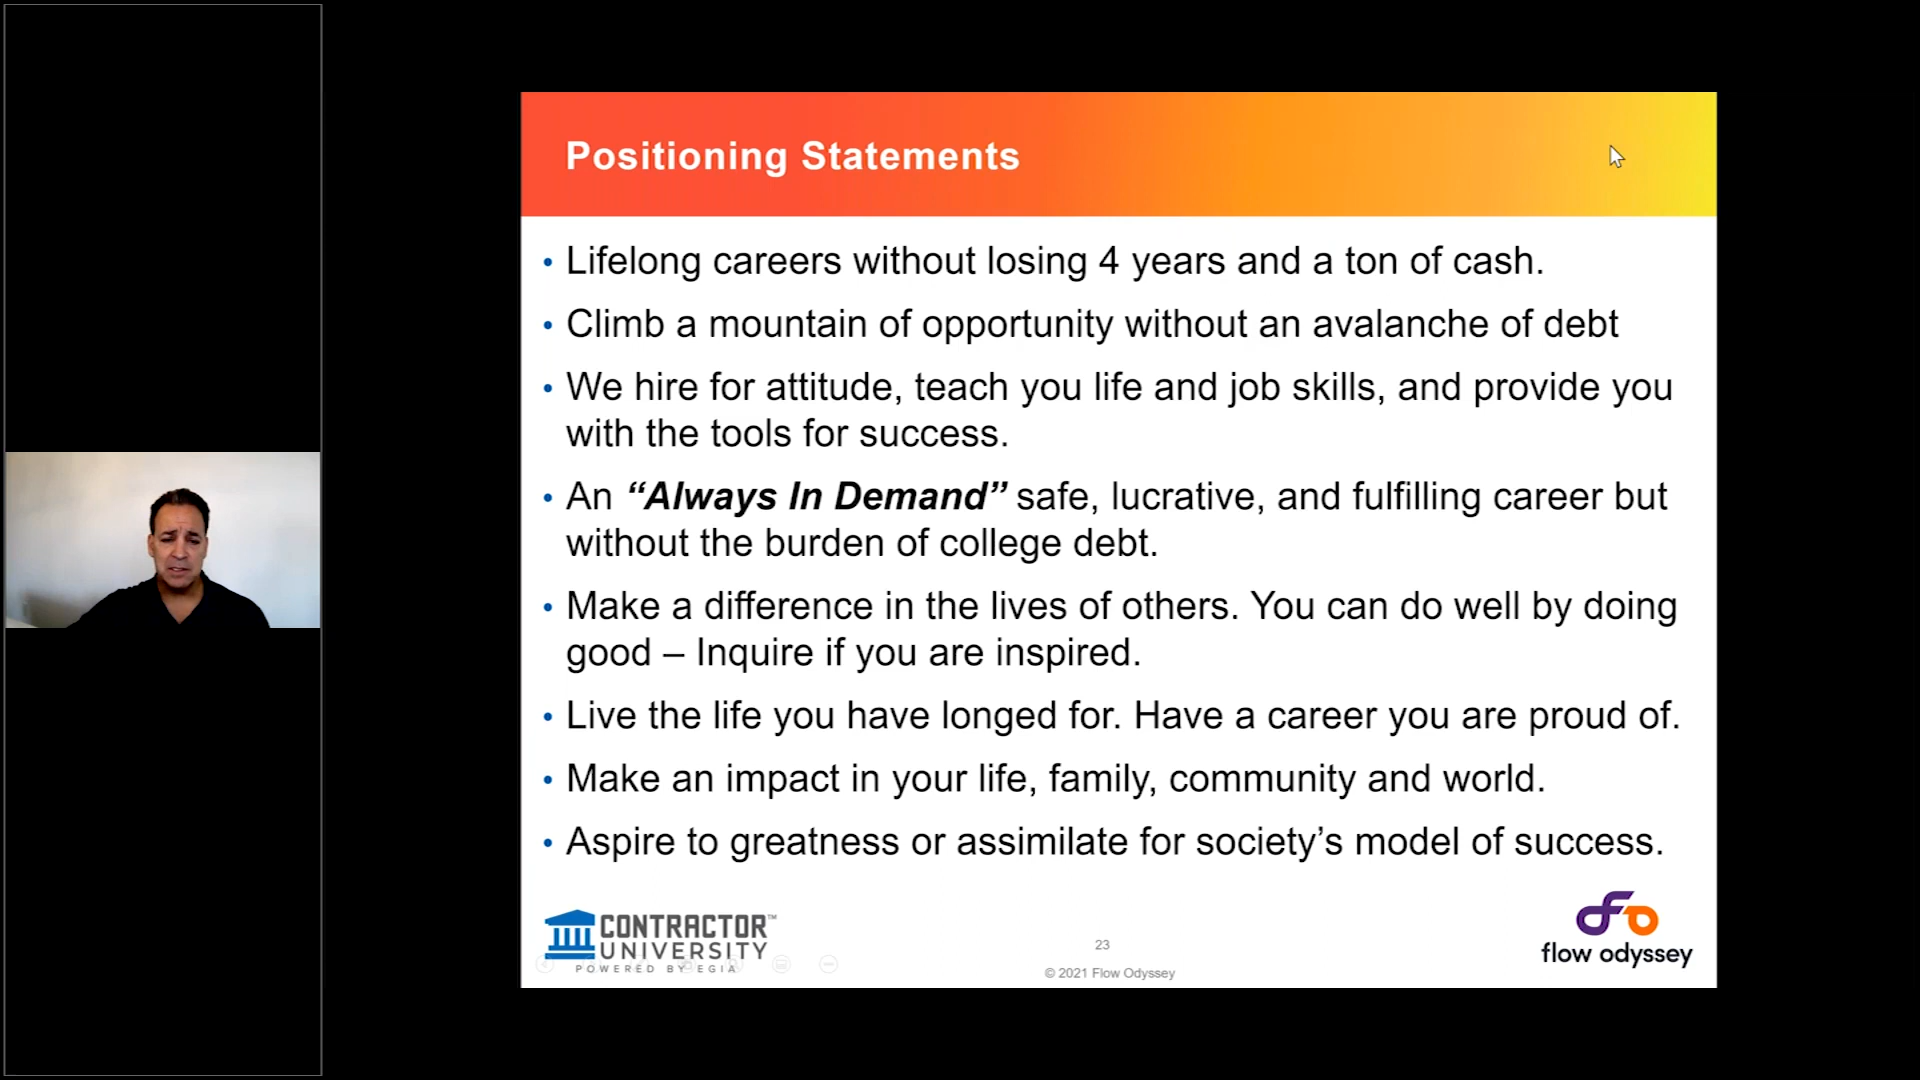 Positioning Statements
• Lifelong careers without losing 4 years and a ton of cash.
• Climb a mountain of opportunity without an avalanche of debt
• We hire for attitude, teach you life and job skills, and provide you
with the tools for success.
• An “Always In Demand” safe, lucrative, and fulfilling career but
without the burden of college debt.
• Make a difference in the lives of others. You can do well by doing
good – Inquire if you are inspired.
• Live the life you have longed for. Have a career you are proud of.
• Make an impact in your life, family, community and world.
• Aspire to greatness or assimilate for society’s model of success.
CONTRACTOR™
UNIVERSITY
POWERED BY EGIA
23
© 2021 Flow Odyssey
flow odyssey